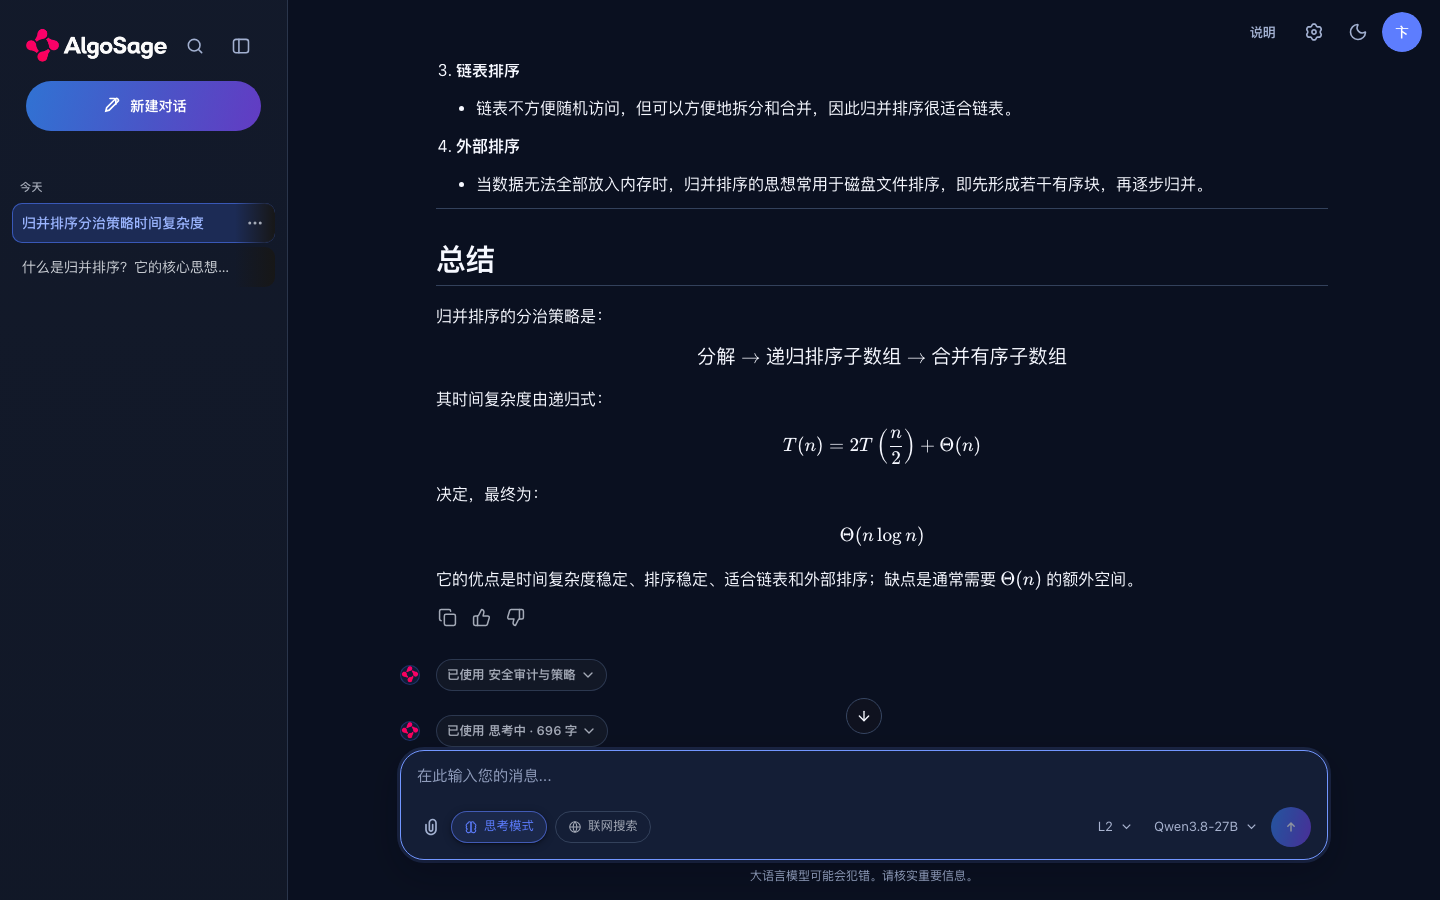 AlgoSage
新建对话
今天
归并排序分治策略时间复杂度
什么是归并排序？它的核心思想...
说明
卞
3. 链表排序
• 链表不方便随机访问，但可以方便地拆分和合并，因此归并排序很适合链表。
4. 外部排序
• 当数据无法全部放入内存时，归并排序的思想常用于磁盘文件排序，即先形成若干有序块，再逐步归并。
总结
归并排序的分治策略是：
分解 → 递归排序子数组 → 合并有序子数组
其时间复杂度由递归式：
T(n) = 2T(n/2) + Θ(n)
决定，最终为：
Θ(n log n)
它的优点是时间复杂度稳定、排序稳定、适合链表和外部排序；缺点是通常需要 Θ(n) 的额外空间。
已使用 安全审计与策略
已使用 思考中 · 696 字
在此输入您的消息...
思考模式
联网搜索
L2
Qwen3.8-27B
大语言模型可能会犯错。请核实重要信息。